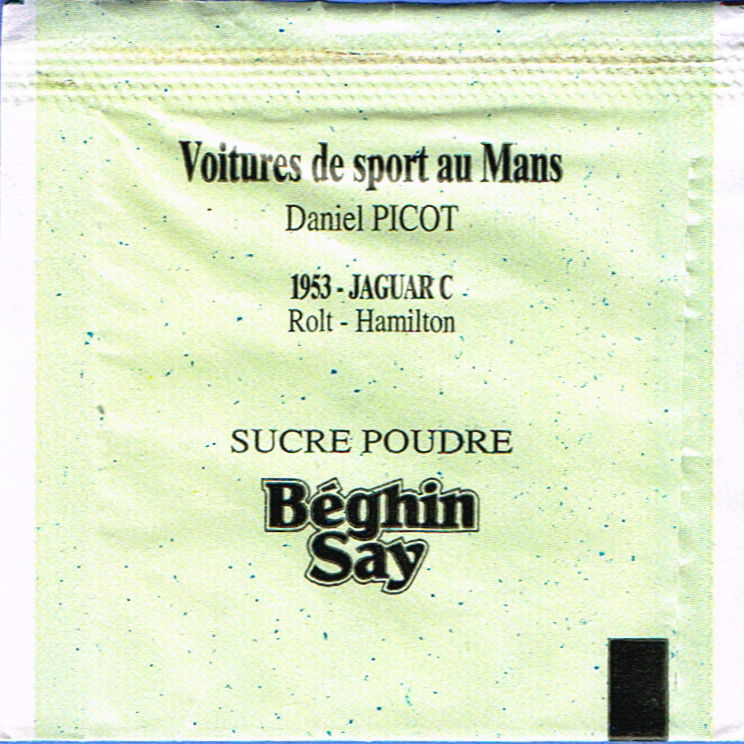 Voitures de sport au Mans
Daniel PICOT
1953 - JAGUAR C
Rolt - Hamilton
SUCRE POUDRE
Béghin
Say